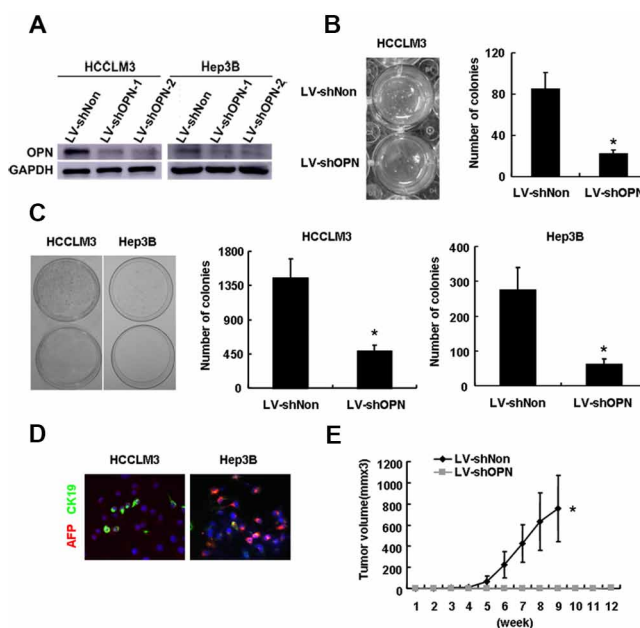 A
HCCLM3
Hep3B
LV-shNon
LV-shOPN-1
LV-shOPN-2
LV-shNon
LV-shOPN-1
LV-shOPN-2
OPN
GAPDH
B
HCCLM3
LV-shNon
LV-shOPN
Number of colonies
120
80
40
0
*
LV-shNon
LV-shOPN
C
HCCLM3
Hep3B
HCCLM3
Number of colonies
1800
1350
900
450
0
*
LV-shNon
LV-shOPN
Hep3B
Number of colonies
400
300
200
100
0
*
LV-shNon
LV-shOPN
D
HCCLM3
Hep3B
AFP CK19
E
LV-shNon
LV-shOPN
Tumor volume(mmx3)
1200
1000
800
600
400
200
0
*
1 2 3 4 5 6 7 8 9 10 11 12
(week)